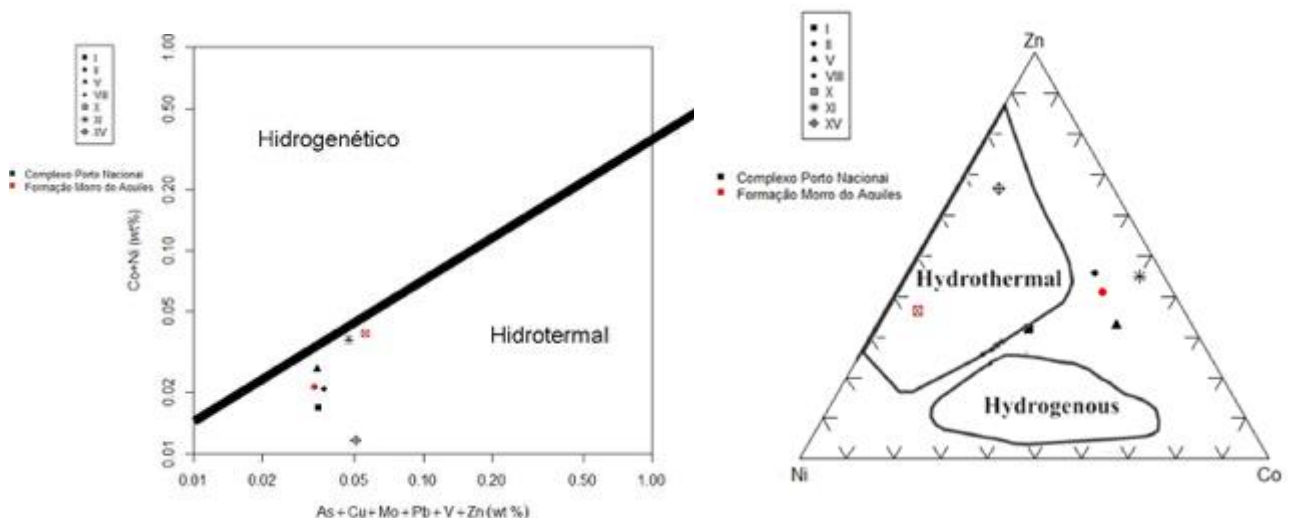 I
II
V
VIII
X
XI
XV
Complexo Porto Nacional
Formação Morro do Aquiles
Co+Ni (wt%)
1.00
0.50
0.20
0.10
0.05
0.02
0.01
Hidrogenético
Hidrotermal
0.01
0.02
0.05
0.10
0.20
0.50
1.00
As+Cu+Mo+Pb+V+Zn (wt %)
I
II
V
VIII
X
XI
XV
Complexo Porto Nacional
Formação Morro do Aquiles
Zn
Hydrothermal
Hydrogenous
Ni
Co